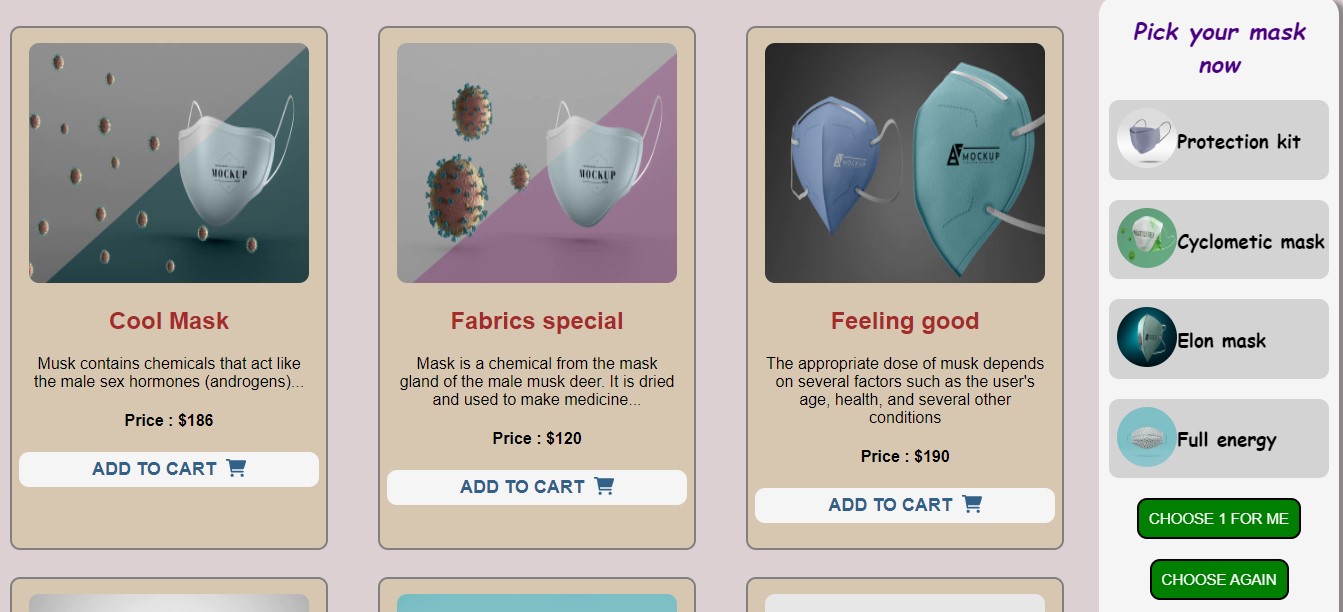 MOCKUP
Cool Mask
Musk contains chemicals that act like
the male sex hormones (androgens)...
Price : $186
ADD TO CART
MOCKUP
Fabrics special
Mask is a chemical from the mask
gland of the male musk deer. It is dried
and used to make medicine...
Price : $120
ADD TO CART
MOCKUP
MOCKUP
Feeling good
The appropriate dose of musk depends
on several factors such as the user's
age, health, and several other
conditions
Price : $190
ADD TO CART
Pick your mask
now
Protection kit
Cyclometic mask
Elon mask
Full energy
CHOOSE 1 FOR ME
CHOOSE AGAIN